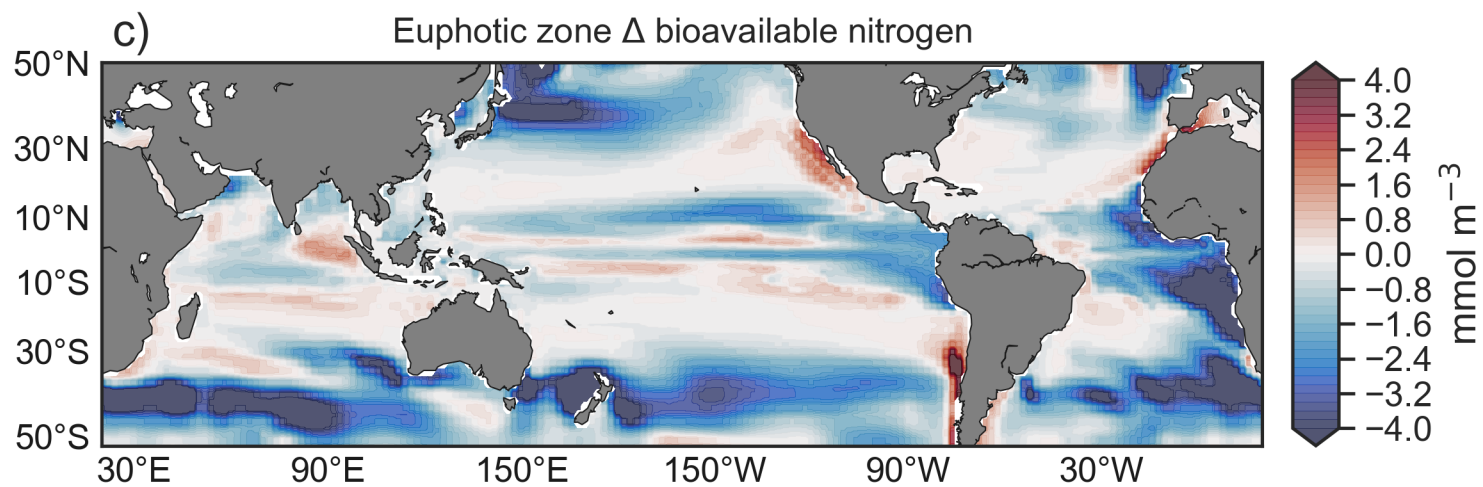 c)
Euphotic zone Δ bioavailable nitrogen
50°N
30°N
10°N
10°S
30°S
50°S
30°E
90°E
150°E
150°W
90°W
30°W
4.0
3.2
2.4
1.6
0.8
0.0
−0.8
−1.6
−2.4
−3.2
−4.0
mmol m⁻³